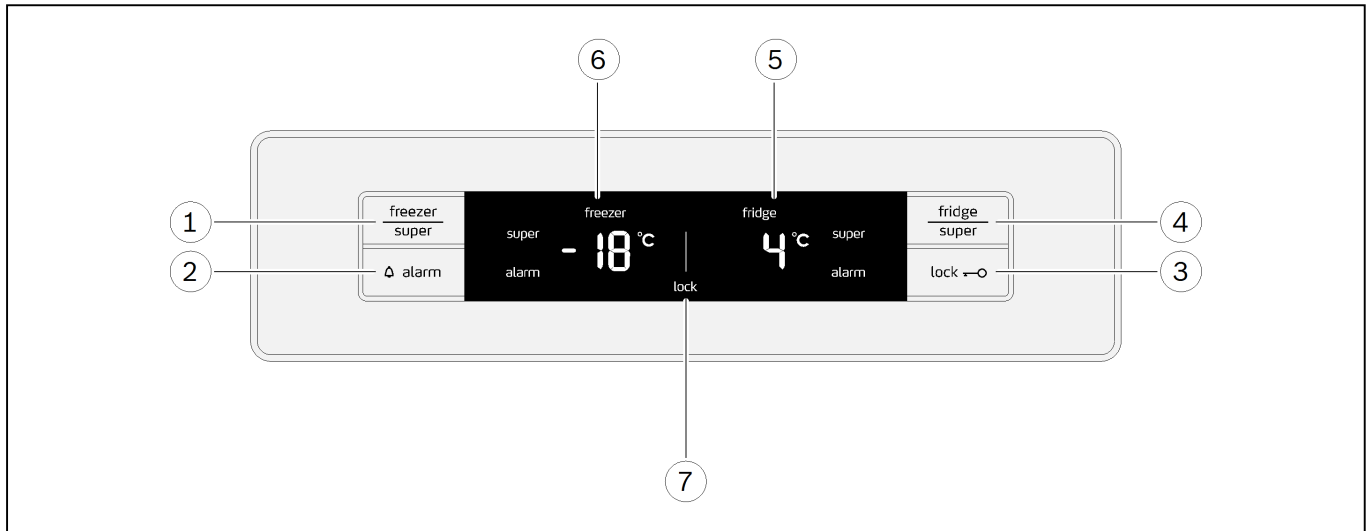 6
5
freezer
super
alarm
freezer
super
alarm
-18 °C
fridge
4 °C
super
alarm
lock
fridge
super
lock
1
2
4
3
7